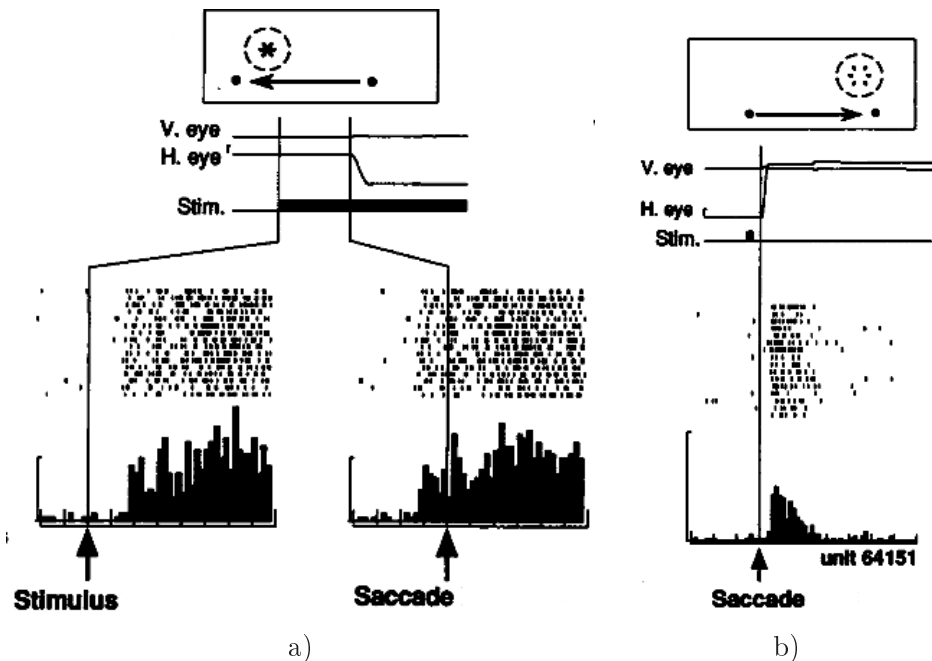 V. eye
H. eye
Stim.
Stimulus
Saccade
a)
V. eye
H. eye
Stim.
unit 64151
Saccade
b)